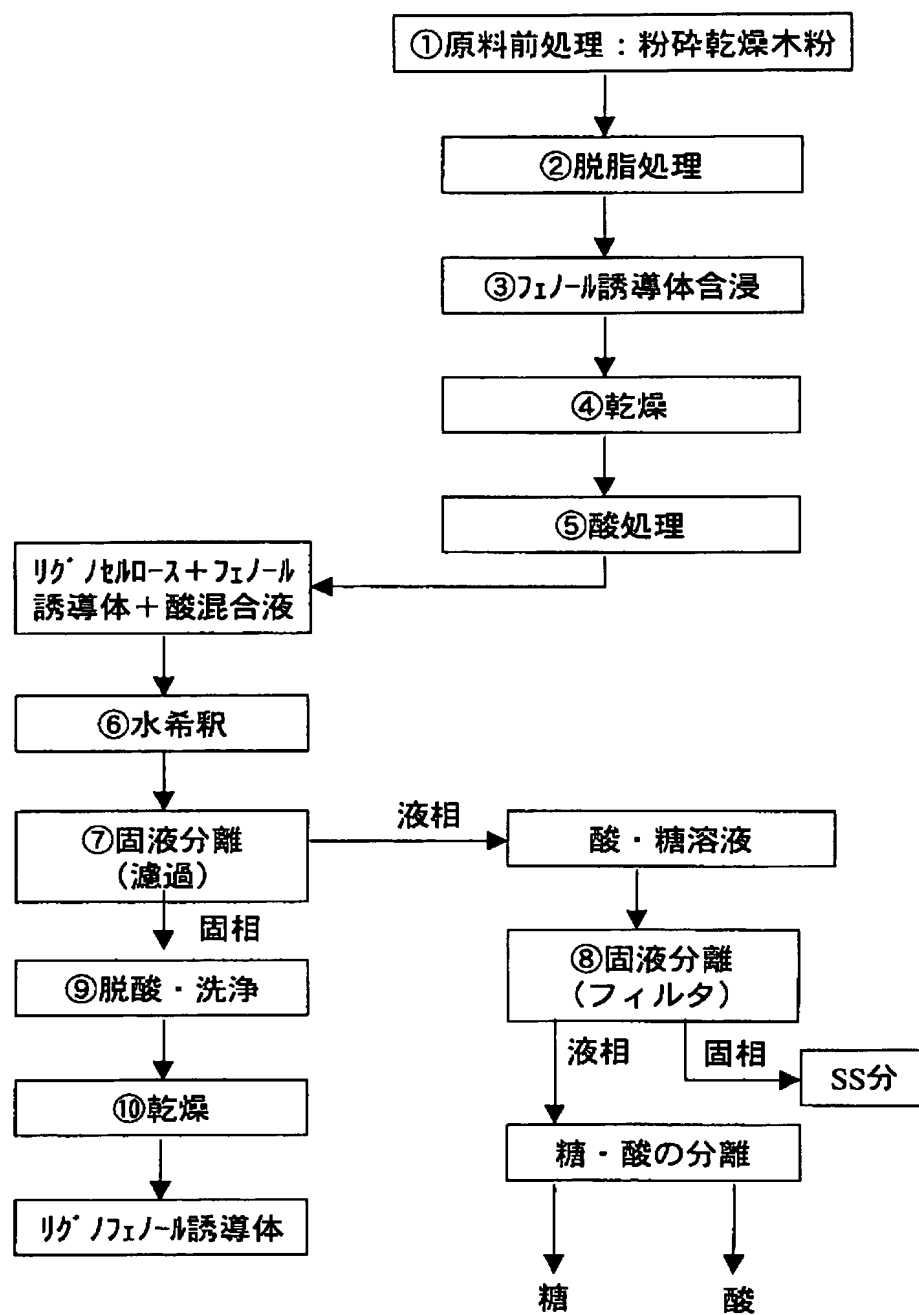 ①原料前処理：粉砕乾燥木粉
②脱脂処理
③ﾌｪﾉｰﾙ誘導体含浸
④乾燥
⑤酸処理
ﾘｸﾞﾉｾﾙﾛｰｽ＋ﾌｪﾉｰﾙ
誘導体＋酸混合液
⑥水希釈
⑦固液分離
（濾過）
液相
酸・糖溶液
固相
⑧固液分離
（フィルタ）
⑨脱酸・洗浄
液相
固相
SS分
⑩乾燥
糖・酸の分離
ﾘｸﾞﾉﾌｪﾉｰﾙ誘導体
糖
酸